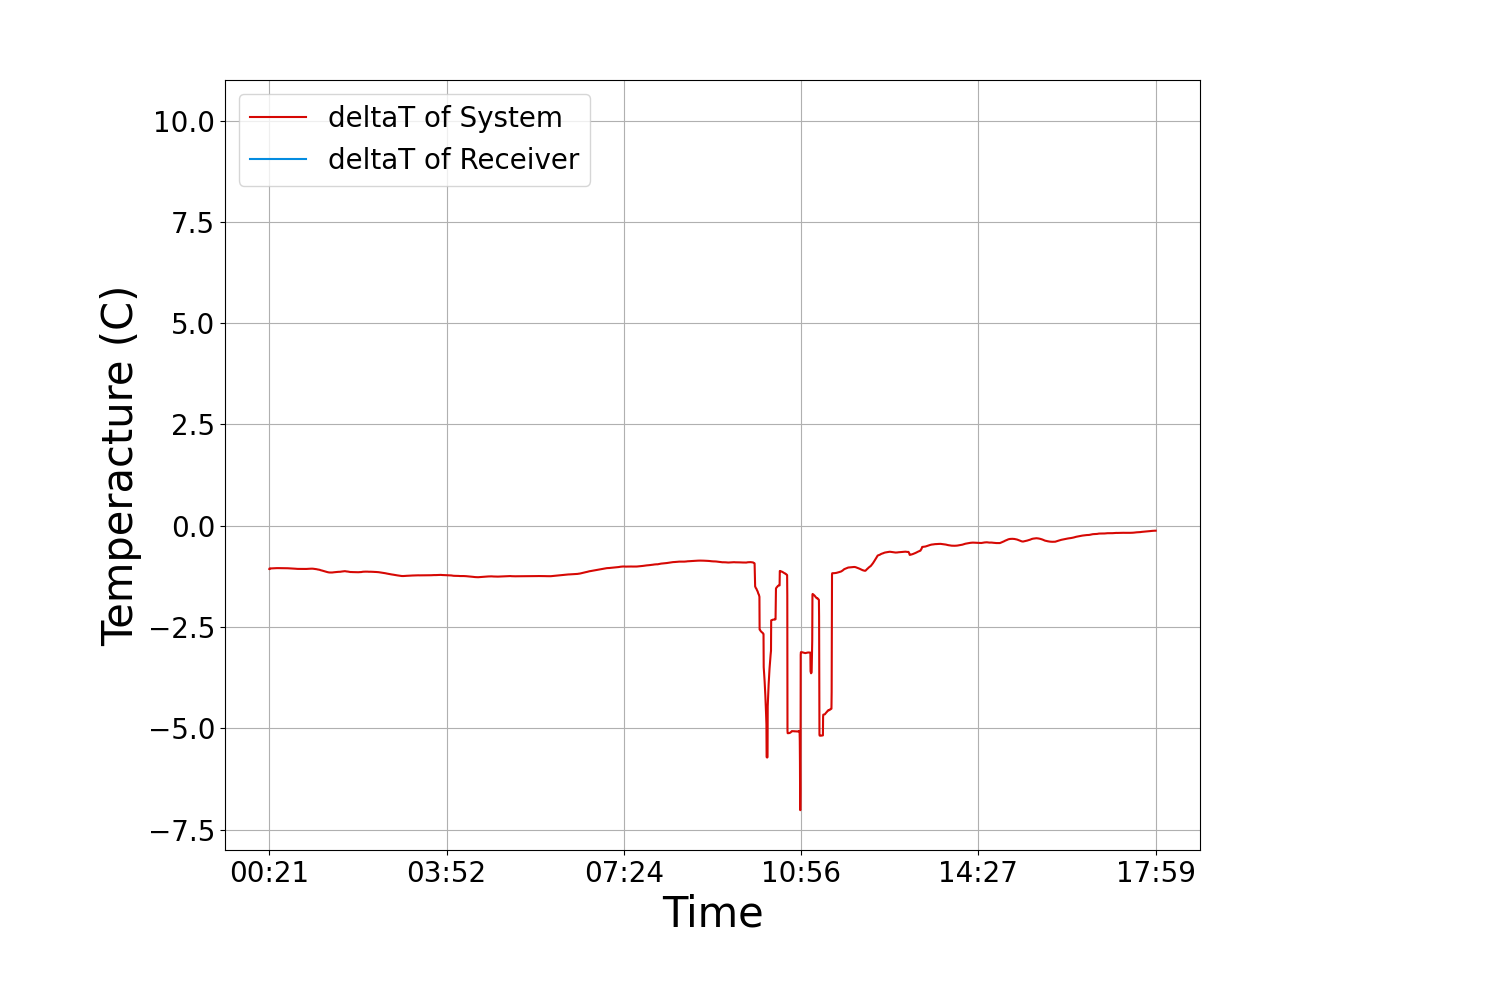 deltaT of System
deltaT of Receiver
Temperacture (C)
10.0
7.5
5.0
2.5
0.0
−2.5
−5.0
−7.5
00:21 03:52 07:24 10:56 14:27 17:59
Time